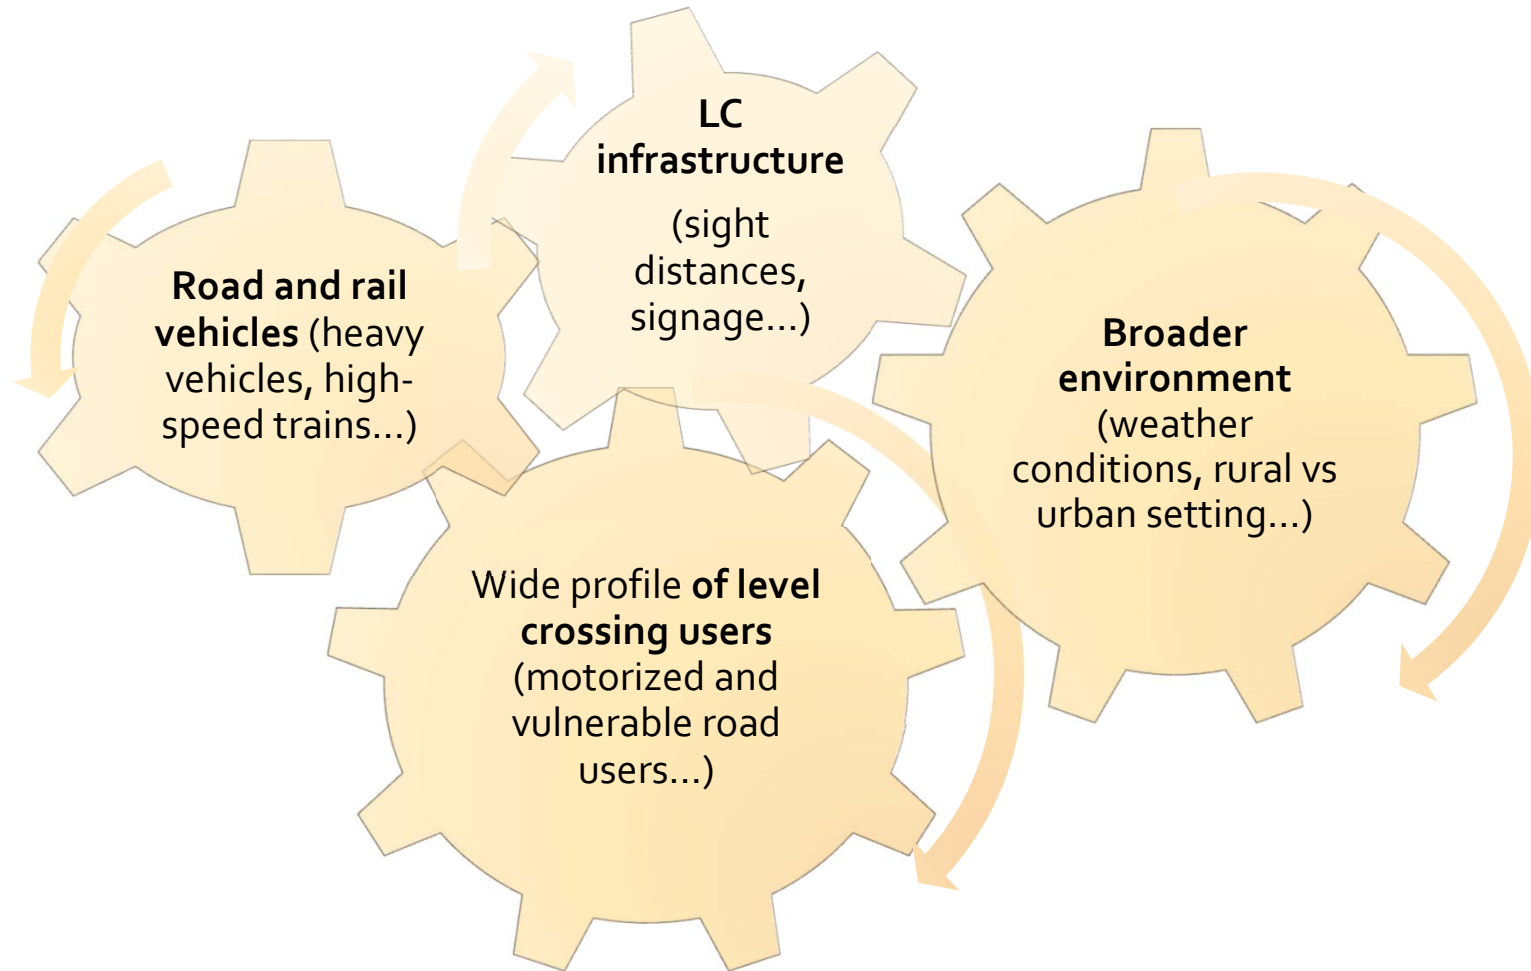 LC
infrastructure
(sight
distances,
signage...)
Road and rail
vehicles (heavy
vehicles, high-
speed trains...)
Broader
environment
(weather
conditions, rural vs
urban setting...)
Wide profile of level
crossing users
(motorized and
vulnerable road
users...)